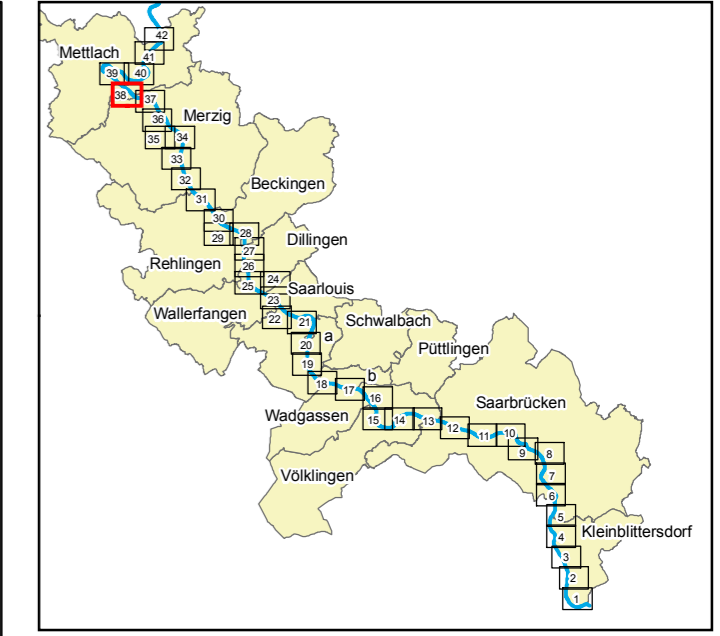 42
41
Mettlach
39
40
38
37
36
Merzig
35
34
33
32
Beckingen
31
30
29
28
Dillingen
27
Rehlingen
26
25
24
Saarlouis
23
Wallerfangen
22
21
a
Schwalbach
20
Püttlingen
19
b
18
17
16
Saarbrücken
Wadgassen
15
14
13
12
11
10
9
8
Völklingen
7
6
5
Kleinblittersdorf
4
3
2
1